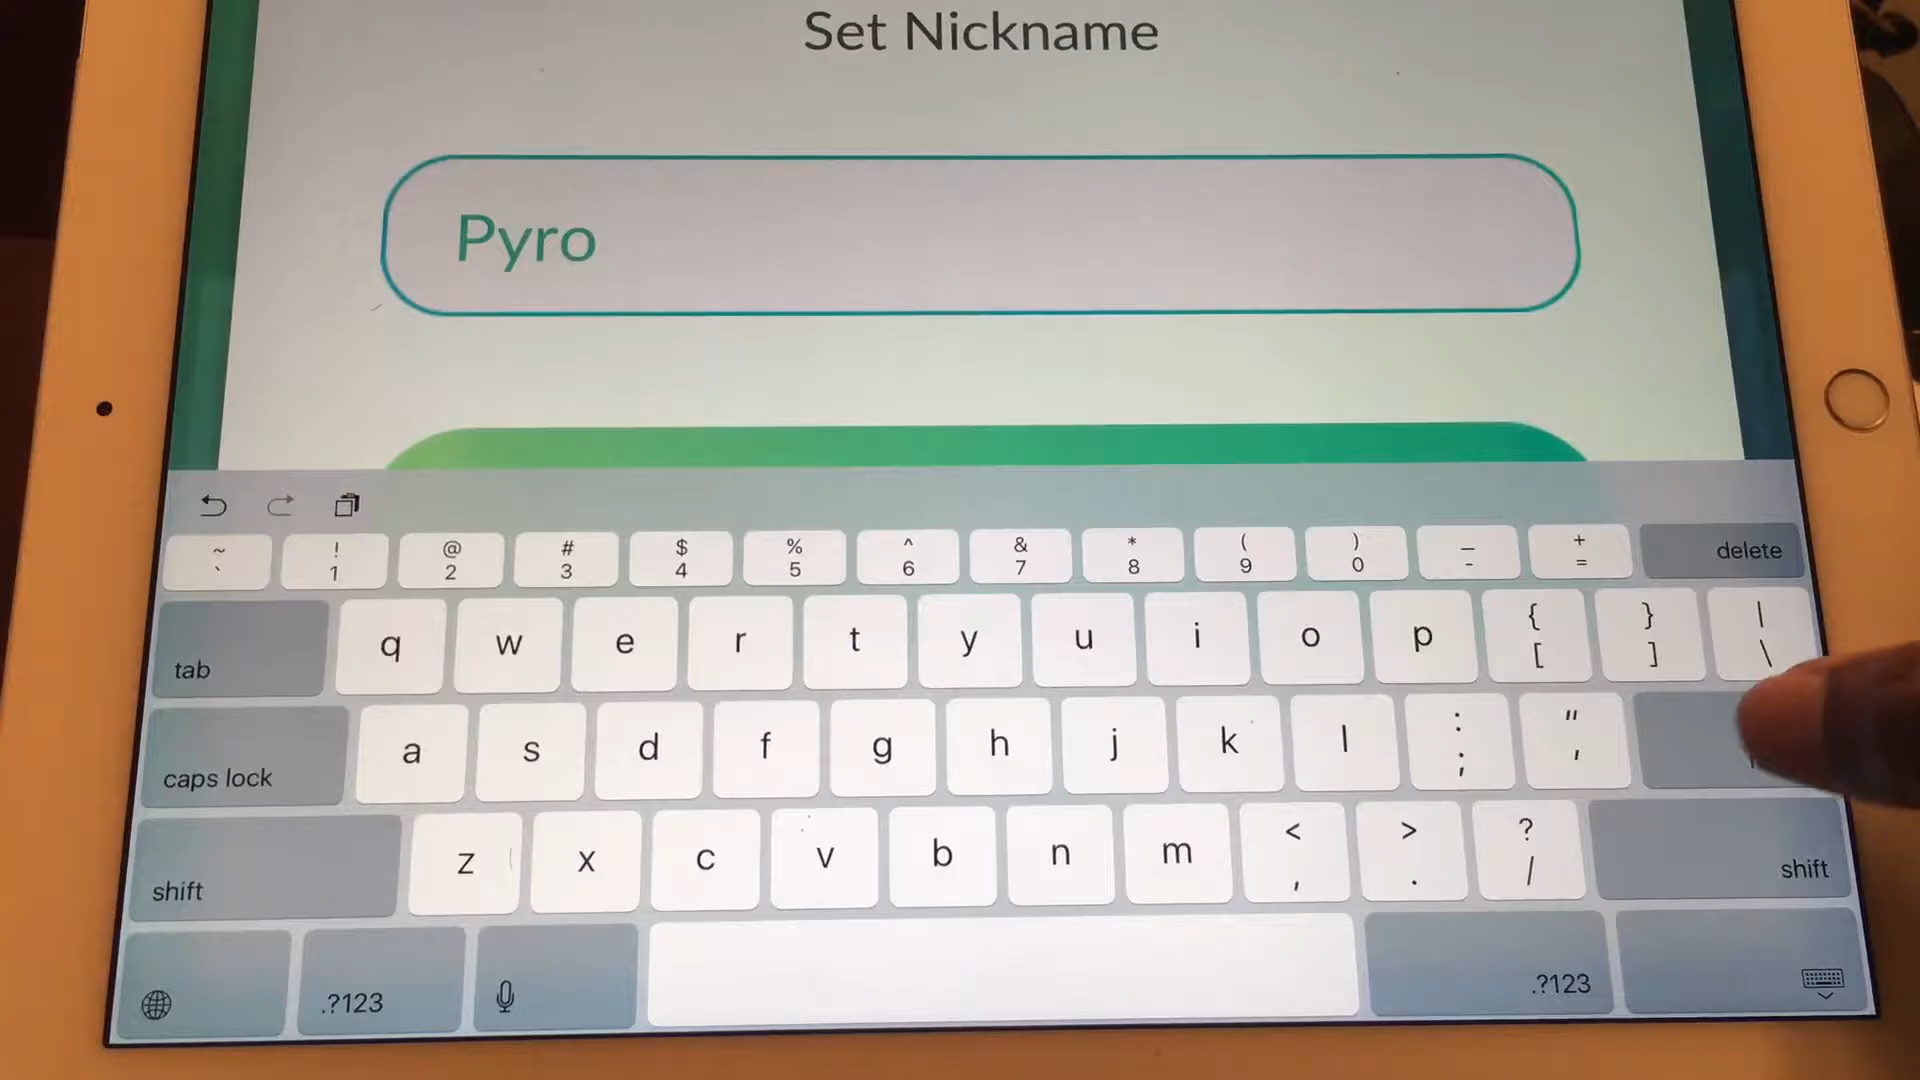 Set Nickname
Pyro
~ ! @ # $ % ^ & * ( ) _ +
` 1 2 3 4 5 6 7 8 9 0 - = delete
{ } |
tab q w e r t y u i o p [ ] \
: "
caps lock a s d f g h j k l ; '
< > ?
shift z x c v b n m , . / shift
.?123 .?123